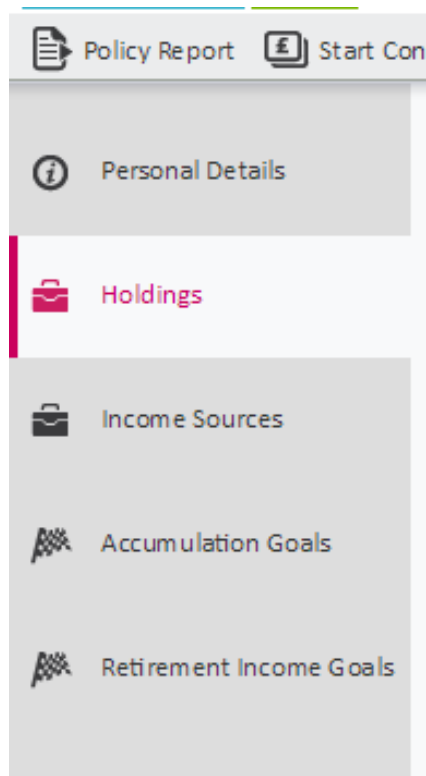 Policy Report £ Start Con
Personal Details
Holdings
Income Sources
Accumulation Goals
Retirement Income Goals